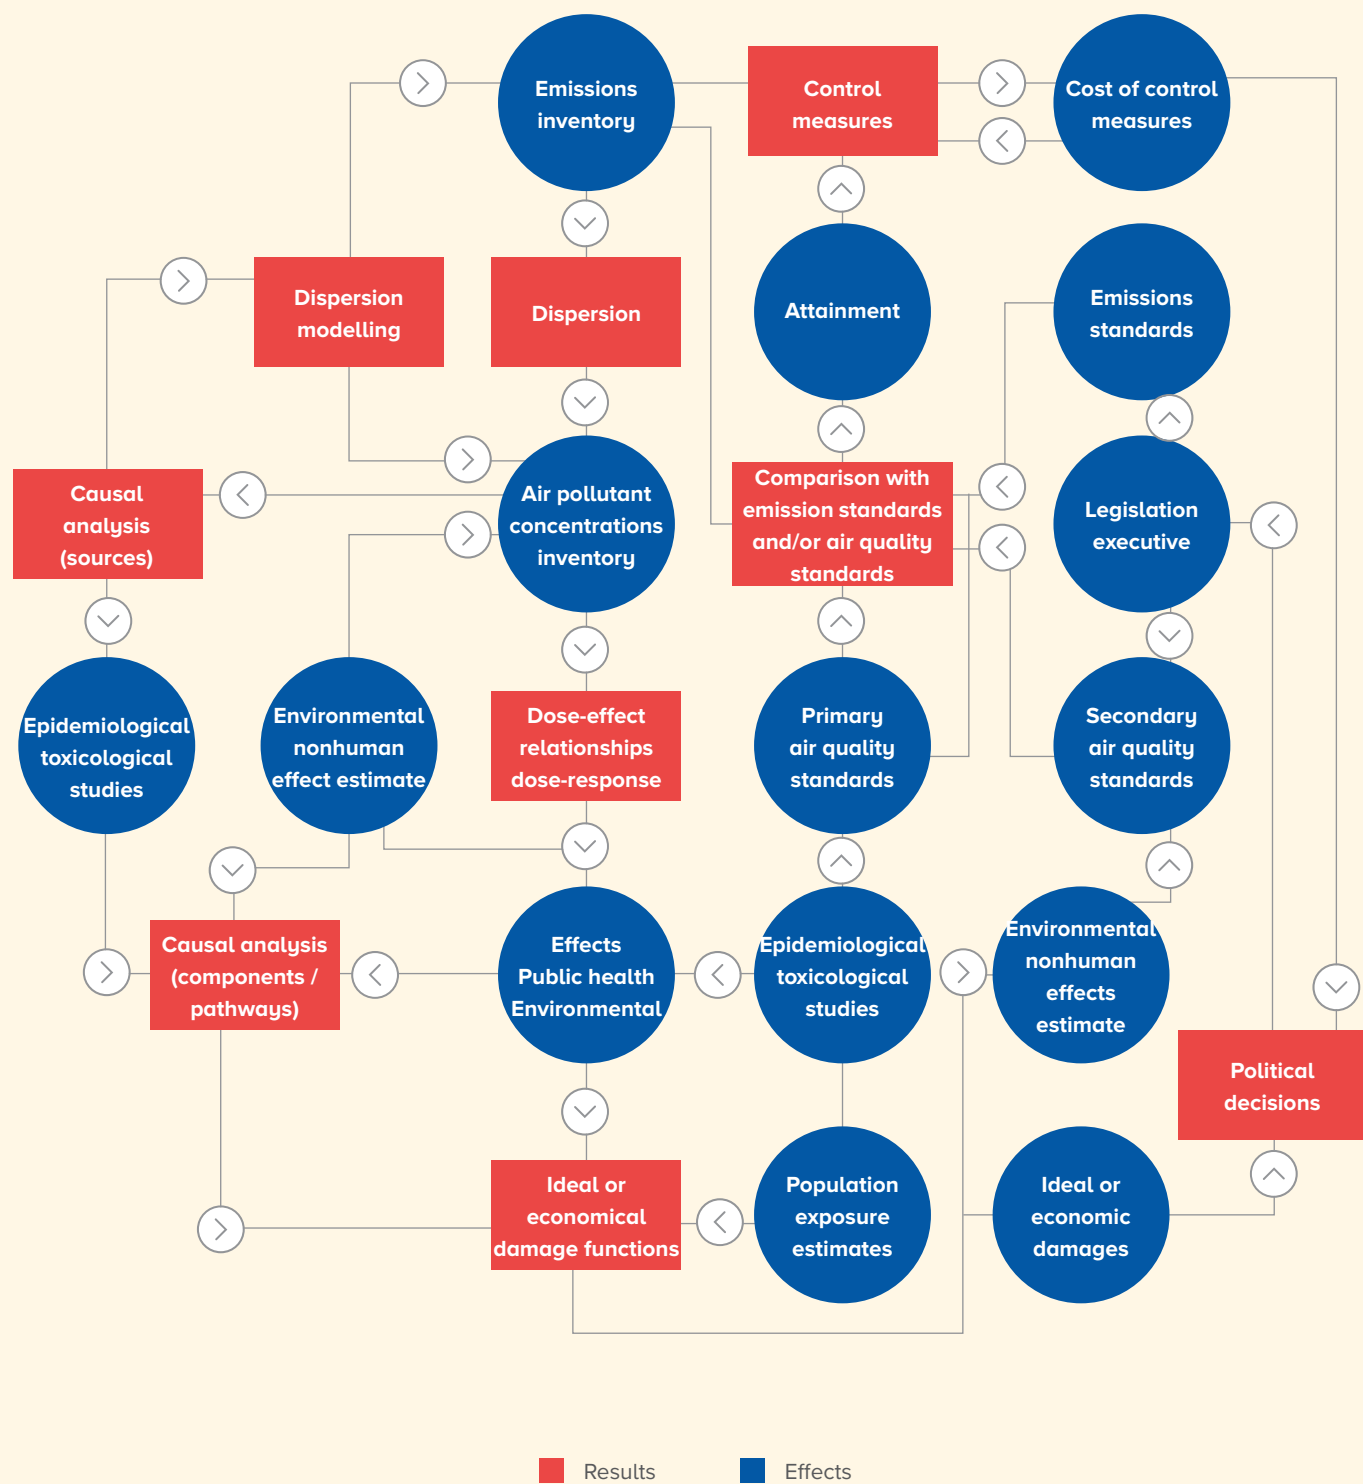 Emissions
inventory
Control
measures
Cost of control
measures
Dispersion
modelling
Dispersion
Attainment
Emissions
standards
Causal
analysis
(sources)
Air pollutant
concentrations
inventory
Comparison with
emission standards
and/or air quality
standards
Legislation
executive
Epidemiological
toxicological
studies
Environmental
nonhuman
effect estimate
Dose-effect
relationships
dose-response
Primary
air quality
standards
Secondary
air quality
standards
Causal analysis
(components /
pathways)
Effects
Public health
Environmental
Epidemiological
toxicological
studies
Environmental
nonhuman
effects
estimate
Political
decisions
Ideal or
economical
damage functions
Population
exposure
estimates
Ideal or
economic
damages
Results
Effects